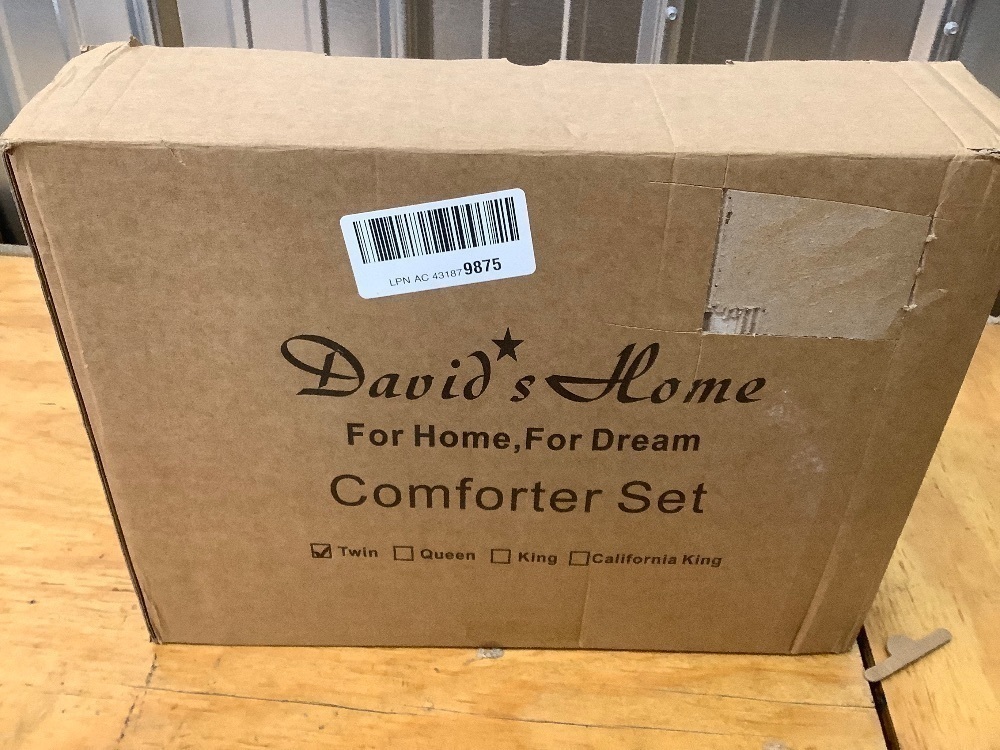 LPN AC 431879875
David's Home
For Home,For Dream
Comforter Set
Twin Queen King California King